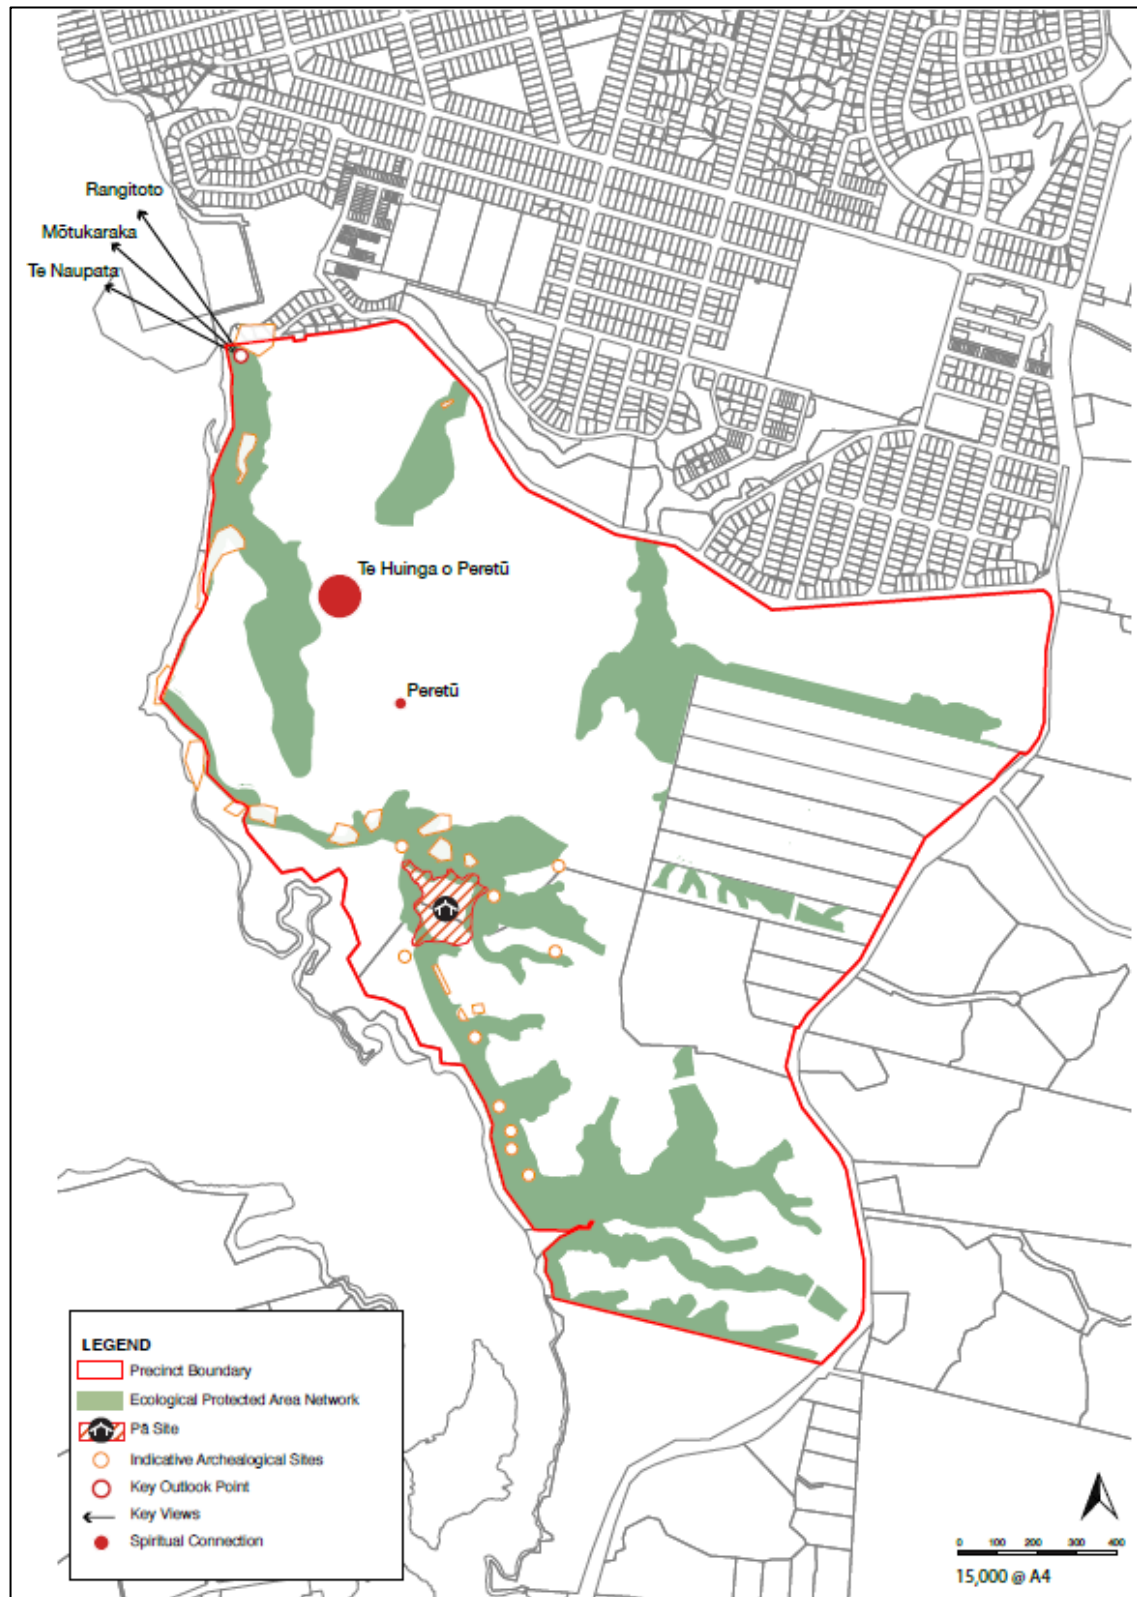 Rangitoto
Mōtukaraka
Te Naupata
Te Huinga o Peretū
Peretū
LEGEND
Precinct Boundary
Ecological Protected Area Network
Pā Site
Indicative Archealogical Sites
Key Outlook Point
Key Views
Spiritual Connection
0 100 200 300 400
15,000 @ A4